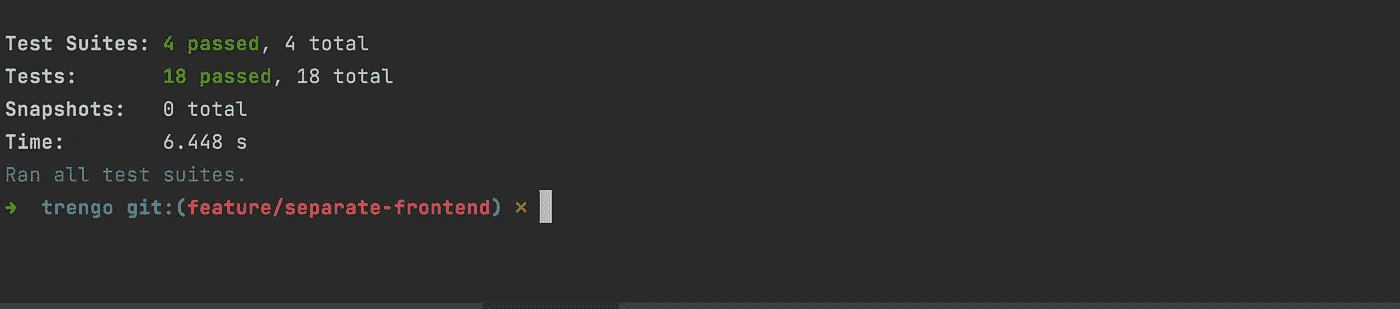 Test Suites: 4 passed, 4 total
Tests:       18 passed, 18 total
Snapshots:   0 total
Time:        6.448 s
Ran all test suites.
➜  trengo git:(feature/separate-frontend) ✗